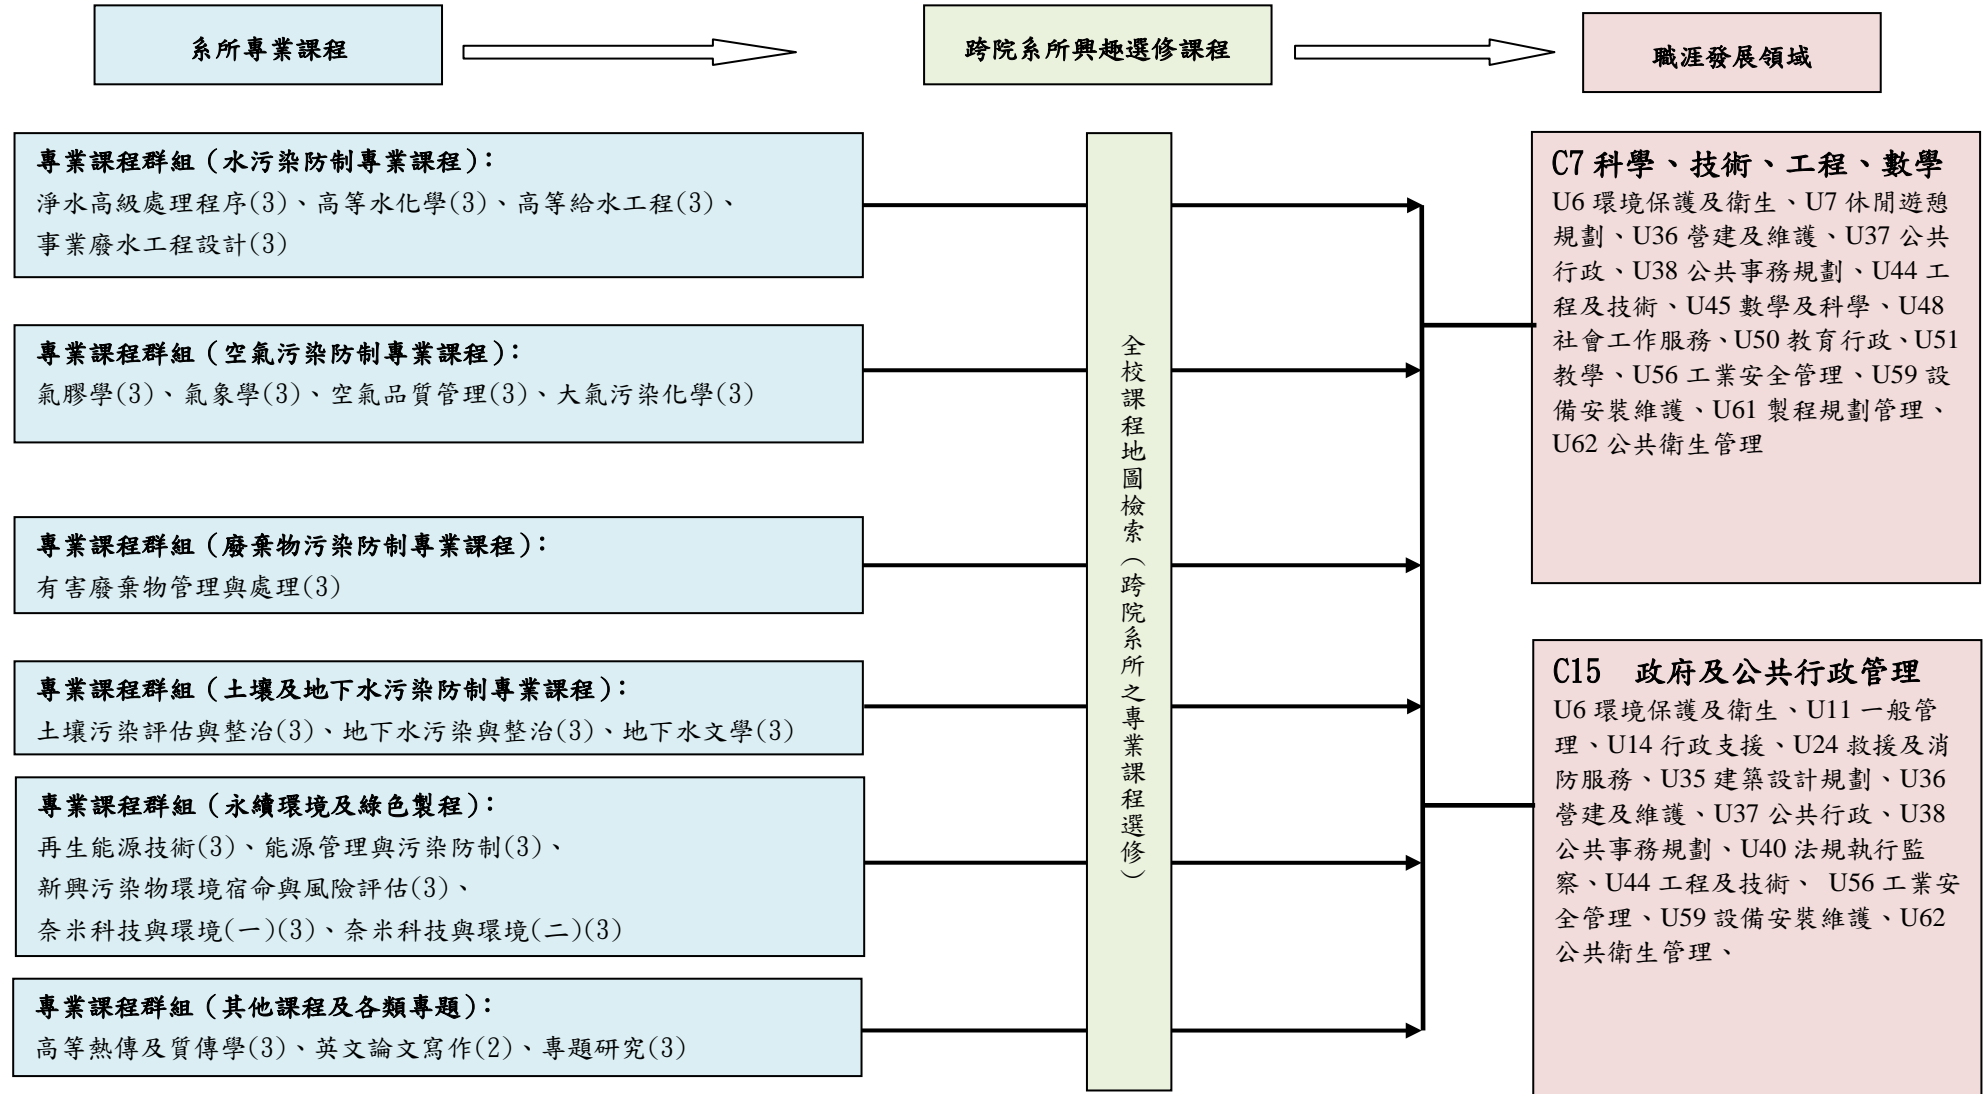 系所專業課程
跨院系所興趣選修課程
職涯發展領域
專業課程群組（水污染防制專業課程）：
淨水高級處理程序(3)、高等水化學(3)、高等給水工程(3)、
事業廢水工程設計(3)
專業課程群組（空氣污染防制專業課程）：
氣膠學(3)、氣象學(3)、空氣品質管理(3)、大氣污染化學(3)
專業課程群組（廢棄物污染防制專業課程）：
有害廢棄物管理與處理(3)
專業課程群組（土壤及地下水污染防制專業課程）：
土壤污染評估與整治(3)、地下水污染與整治(3)、地下水文學(3)
專業課程群組（永續環境及綠色製程）：
再生能源技術(3)、能源管理與污染防制(3)、
新興污染物環境宿命與風險評估(3)、
奈米科技與環境(一)(3)、奈米科技與環境(二)(3)
專業課程群組（其他課程及各類專題）：
高等熱傳及質傳學(3)、英文論文寫作(2)、專題研究(3)
全校課程地圖檢索（跨院系所之專業課程選修）
C7 科學、技術、工程、數學
U6 環境保護及衛生、U7 休閒遊憩
規劃、U36 營建及維護、U37 公共
行政、U38 公共事務規劃、U44 工
程及技術、U45 數學及科學、U48
社會工作服務、U50 教育行政、U51
教學、U56 工業安全管理、U59 設
備安裝維護、U61 製程規劃管理、
U62 公共衛生管理
C15 政府及公共行政管理
U6 環境保護及衛生、U11 一般管
理、U14 行政支援、U24 救援及消
防服務、U35 建築設計規劃、U36
營建及維護、U37 公共行政、U38
公共事務規劃、U40 法規執行監
察、U44 工程及技術、 U56 工業安
全管理、U59 設備安裝維護、U62
公共衛生管理、